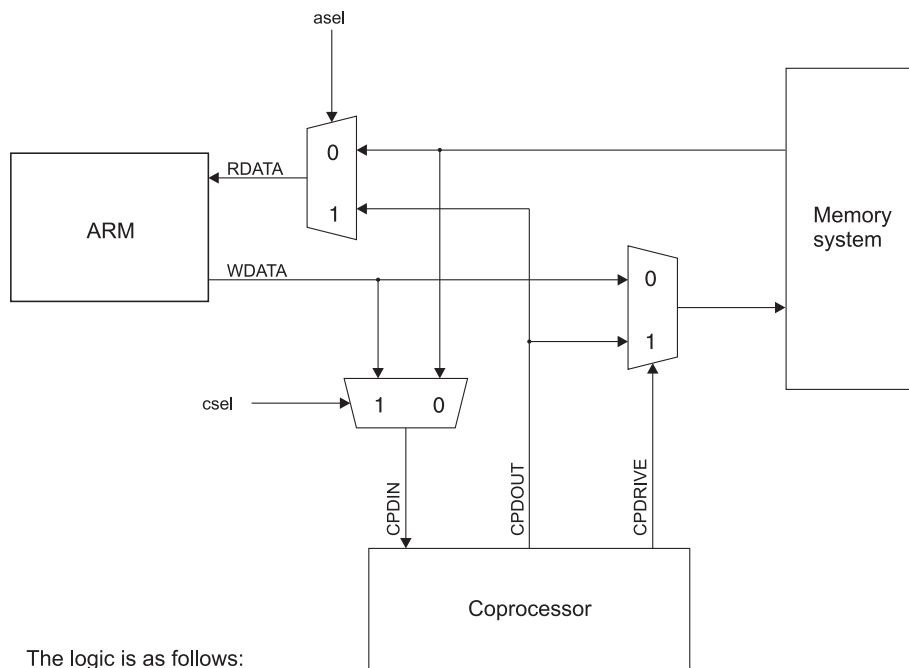 asel
0
RDATA
1
ARM
Memory
system
WDATA
0
1
csel
1 0
CPDIN
CPDOUT
CPDRIVE
Coprocessor
The logic is as follows: